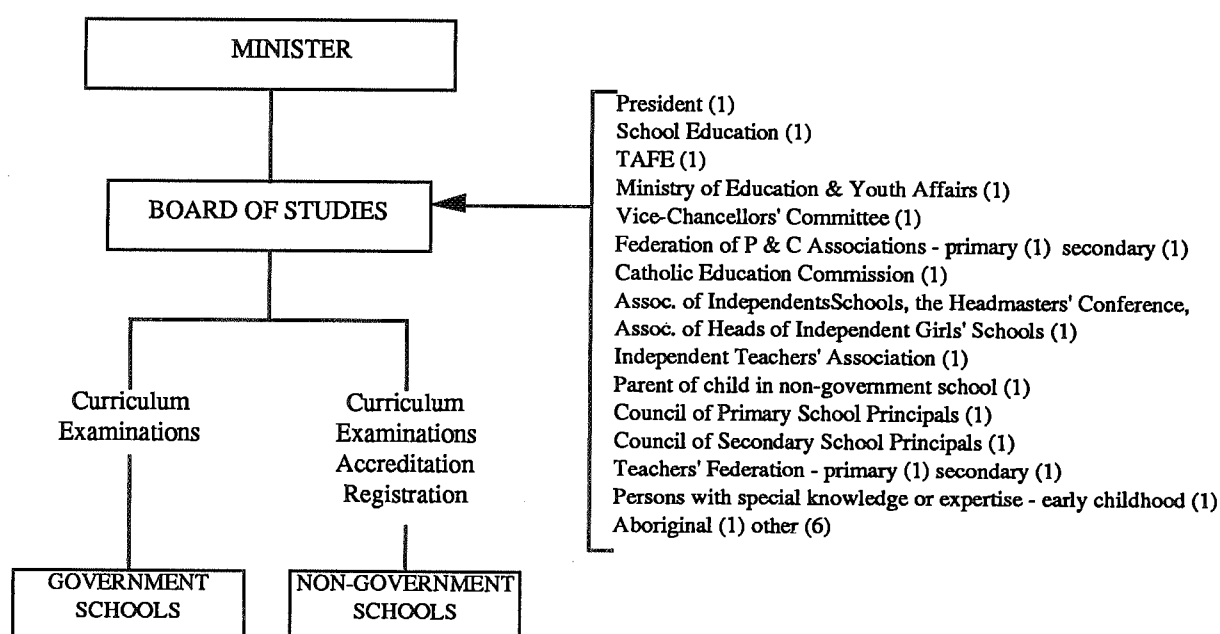 MINISTER
BOARD OF STUDIES
President (1)
School Education (1)
TAFE (1)
Ministry of Education & Youth Affairs (1)
Vice-Chancellors' Committee (1)
Federation of P & C Associations - primary (1) secondary (1)
Catholic Education Commission (1)
Assoc. of IndependentsSchools, the Headmasters' Conference,
Assoc. of Heads of Independent Girls' Schools (1)
Independent Teachers' Association (1)
Parent of child in non-government school (1)
Council of Primary School Principals (1)
Council of Secondary School Principals (1)
Teachers' Federation - primary (1) secondary (1)
Persons with special knowledge or expertise - early childhood (1)
Aboriginal (1) other (6)
Curriculum
Examinations
Curriculum
Examinations
Accreditation
Registration
GOVERNMENT
SCHOOLS
NON-GOVERNMENT
SCHOOLS